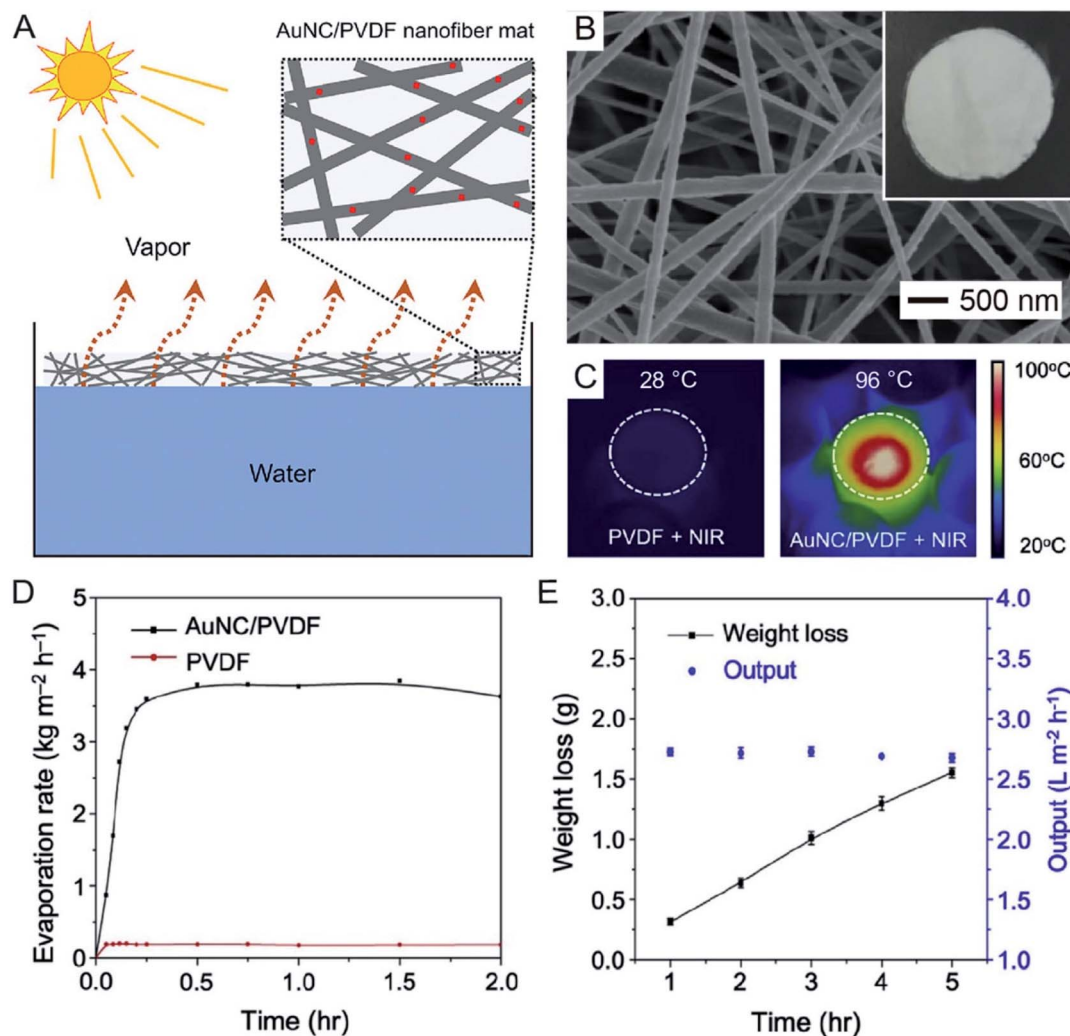 A
AuNC/PVDF nanofiber mat
Vapor
Water
B
500 nm
C
28 °C
PVDF + NIR
96 °C
AuNC/PVDF + NIR
100°C
60°C
20°C
D
Evaporation rate (kg m⁻² h⁻¹)
5
4
3
2
1
0
AuNC/PVDF
PVDF
0.0 0.5 1.0 1.5 2.0
Time (hr)
E
Weight loss (g)
3.0
2.5
2.0
1.5
1.0
0.5
0.0
Weight loss
Output
4.0
3.5
3.0
2.5
2.0
1.5
1.0
Output (L m⁻² h⁻¹)
1 2 3 4 5
Time (hr)